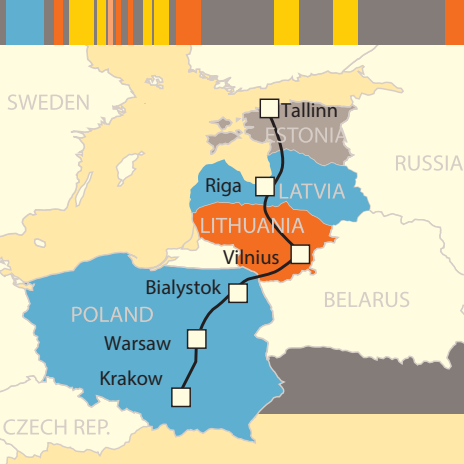 SWEDEN
Tallinn
ESTONIA
RUSSIA
Riga
LATVIA
LITHUANIA
Vilnius
Bialystok
BELARUS
POLAND
Warsaw
Krakow
CZECH REP.